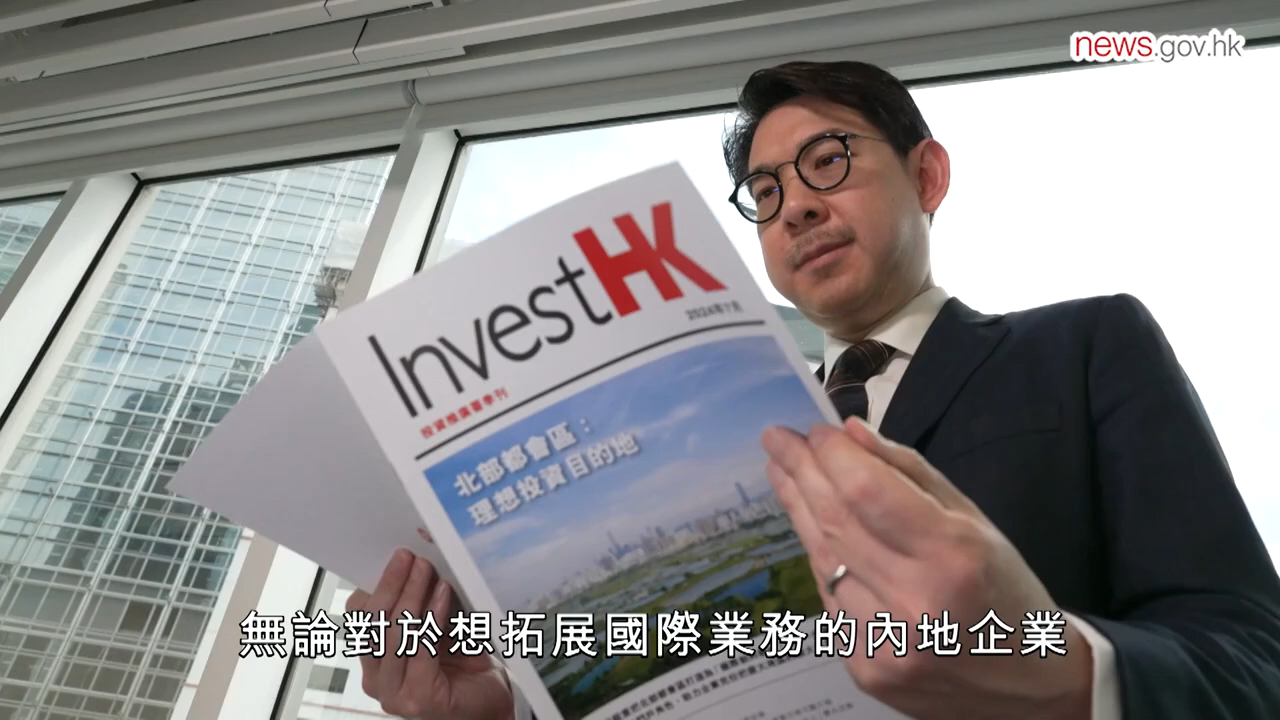 news.gov.hk
InvestHK
2024年7月
投資推廣署季刊
北部都會區：
理想投資目的地
無論對於想拓展國際業務的內地企業